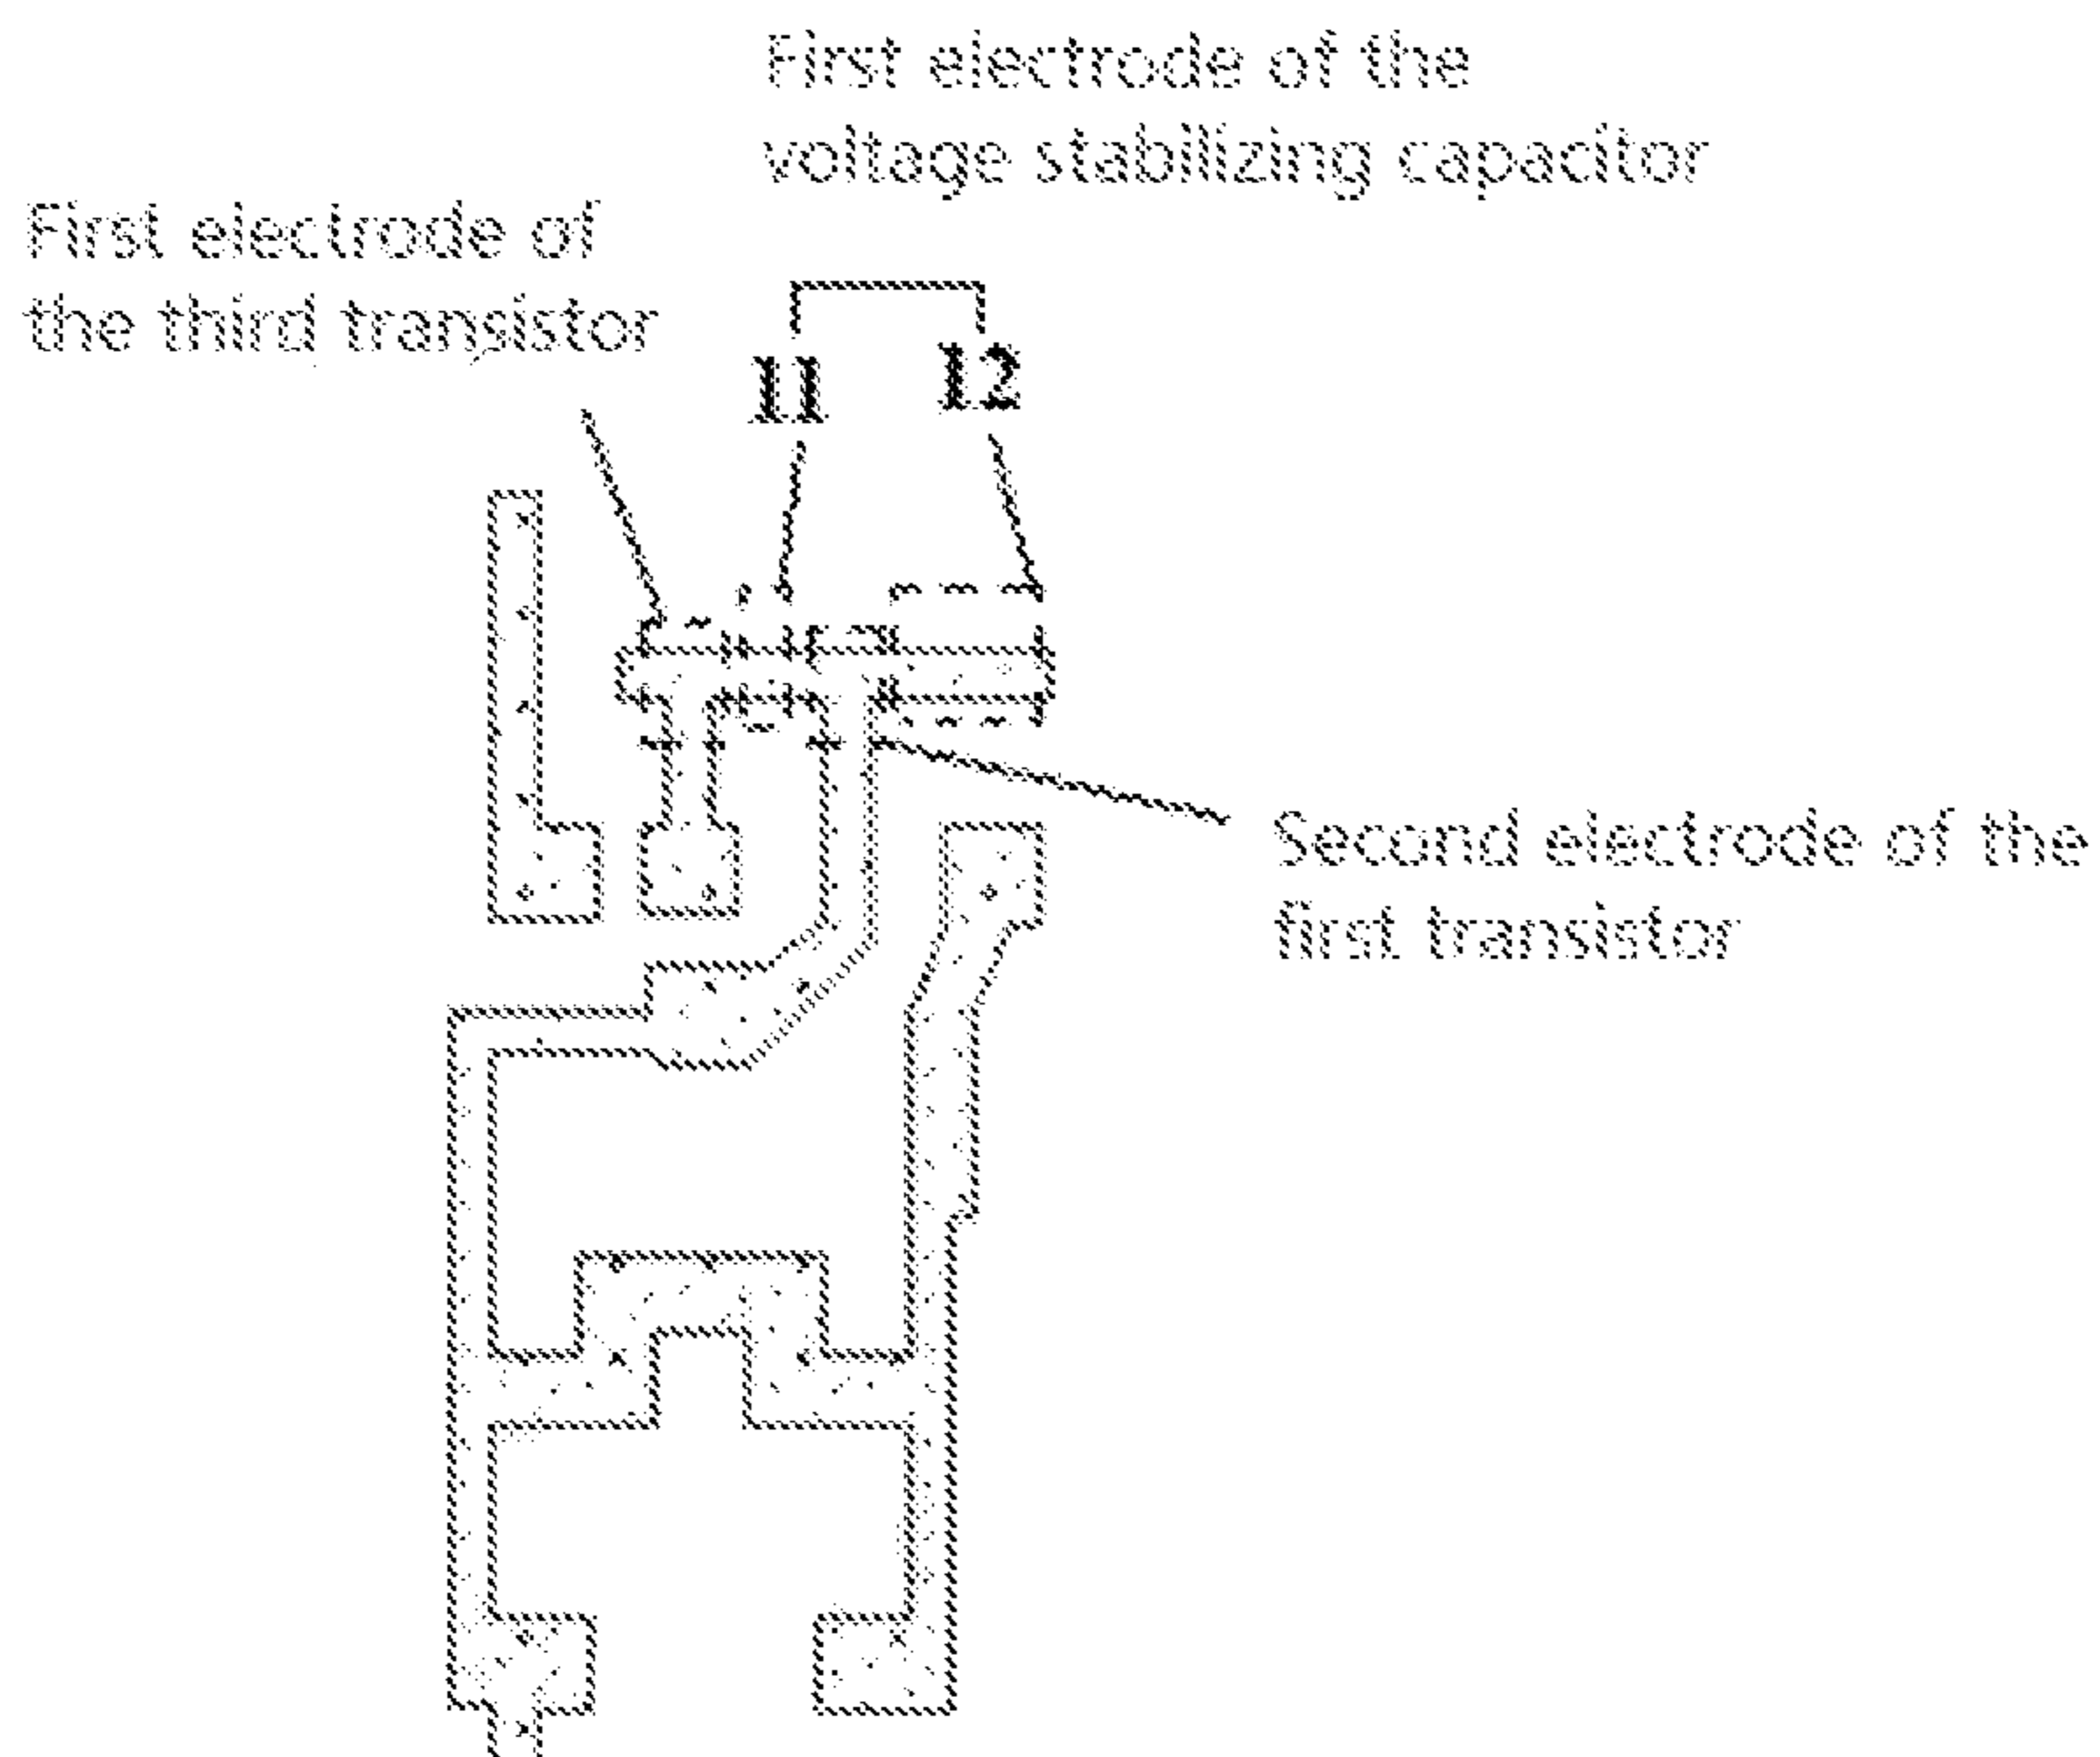 First electrode of the
voltage stabilizing capacitor
First electrode of
the third transistor
11 12
Second electrode of the
first transistor